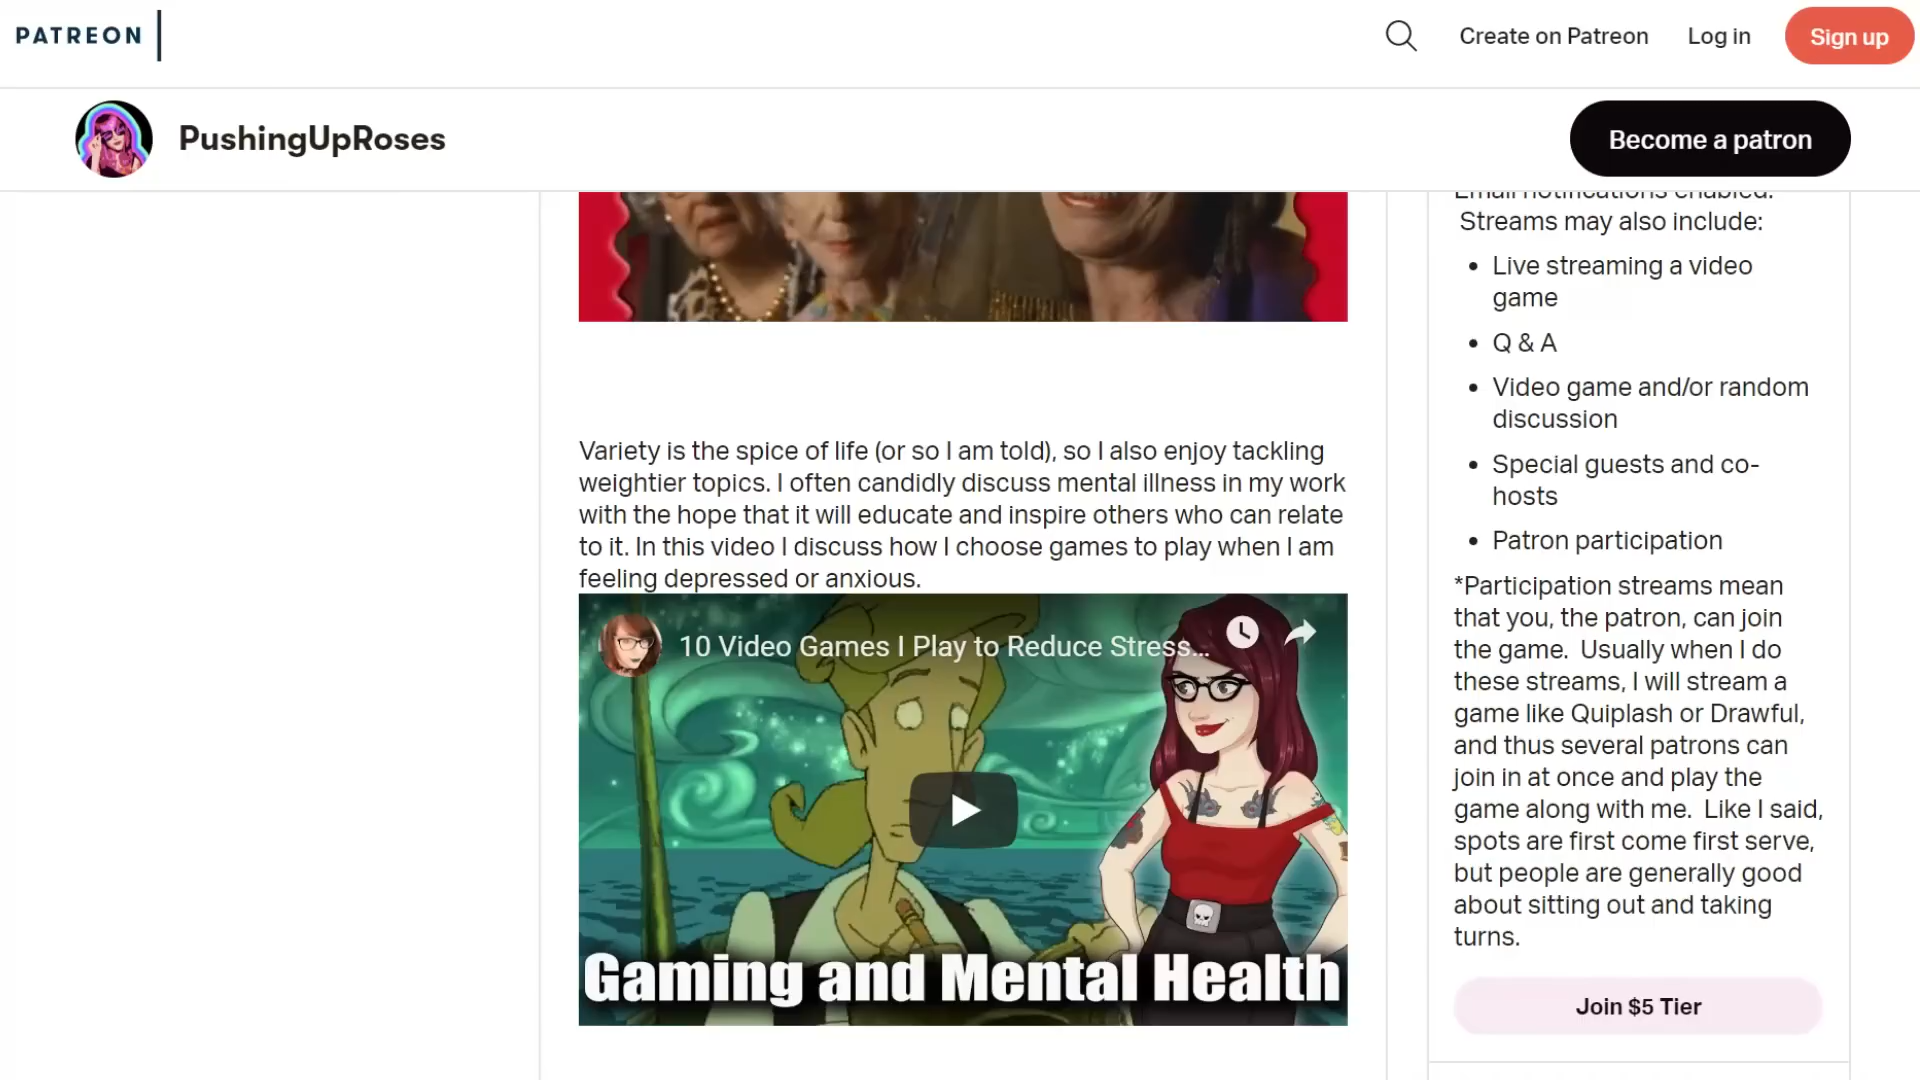 PATREON
Create on Patreon
Log in
Sign up
PushingUpRoses
Become a patron
Variety is the spice of life (or so I am told), so I also enjoy tackling
weightier topics. I often candidly discuss mental illness in my work
with the hope that it will educate and inspire others who can relate
to it. In this video I discuss how I choose games to play when I am
feeling depressed or anxious.
10 Video Games I Play to Reduce Stress...
Gaming and Mental Health
Email notifications enabled.
Streams may also include:
Live streaming a video
game
Q & A
Video game and/or random
discussion
Special guests and co-
hosts
Patron participation
*Participation streams mean
that you, the patron, can join
the game.  Usually when I do
these streams, I will stream a
game like Quiplash or Drawful,
and thus several patrons can
join in at once and play the
game along with me.  Like I said,
spots are first come first serve,
but people are generally good
about sitting out and taking
turns.
Join $5 Tier